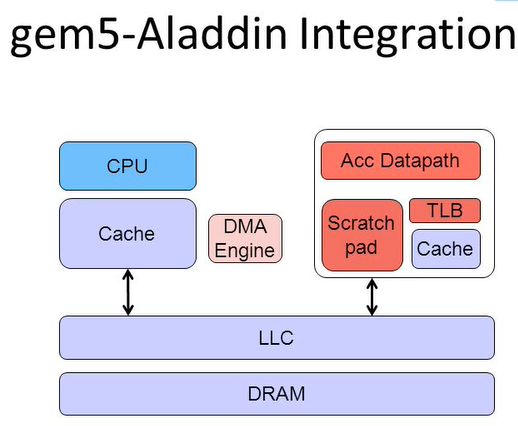 gem5-Aladdin Integration
CPU
Cache
DMA
Engine
Acc Datapath
Scratch
pad
TLB
Cache
LLC
DRAM